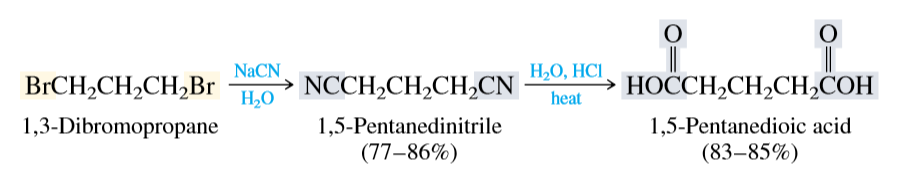 O O
BrCH₂CH₂CH₂Br NaCN H₂O NCCH₂CH₂CH₂CN H₂O, HCl heat HOCCH₂CH₂CH₂COH
1,3-Dibromopropane 1,5-Pentanedinitrile 1,5-Pentanedioic acid
(77–86%) (83–85%)